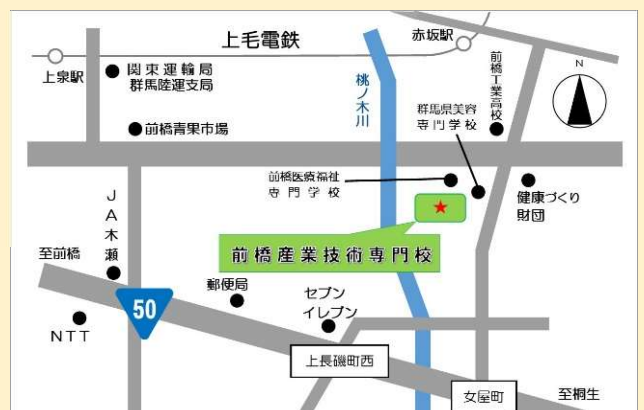 上毛電鉄
赤坂駅
上泉駅
関東運輸局
群馬陸運支局
前橋青果市場
桃ノ木川
前橋工業高校
N
群馬県美容
専門学校
前橋医療福祉
専門学校
健康づくり
財団
★
前橋産業技術専門校
JA木瀬
至前橋
50
郵便局
セブン
イレブン
NTT
上長磯町西
女屋町
至桐生